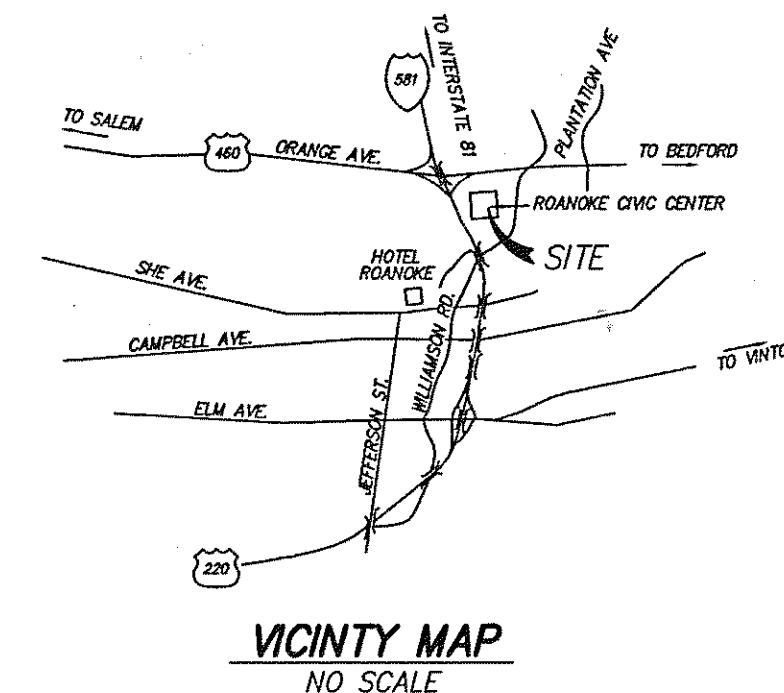 TO INTERSTATE 81
581
PLANTATION AVE
TO SALEM
460
ORANGE AVE.
TO BEDFORD
ROANOKE CIVIC CENTER
SITE
HOTEL
ROANOKE
SHE AVE.
WILLIAMSON RD.
CAMPBELL AVE.
TO VINTO
ELM AVE.
JEFFERSON ST.
220
VICINTY MAP
NO SCALE